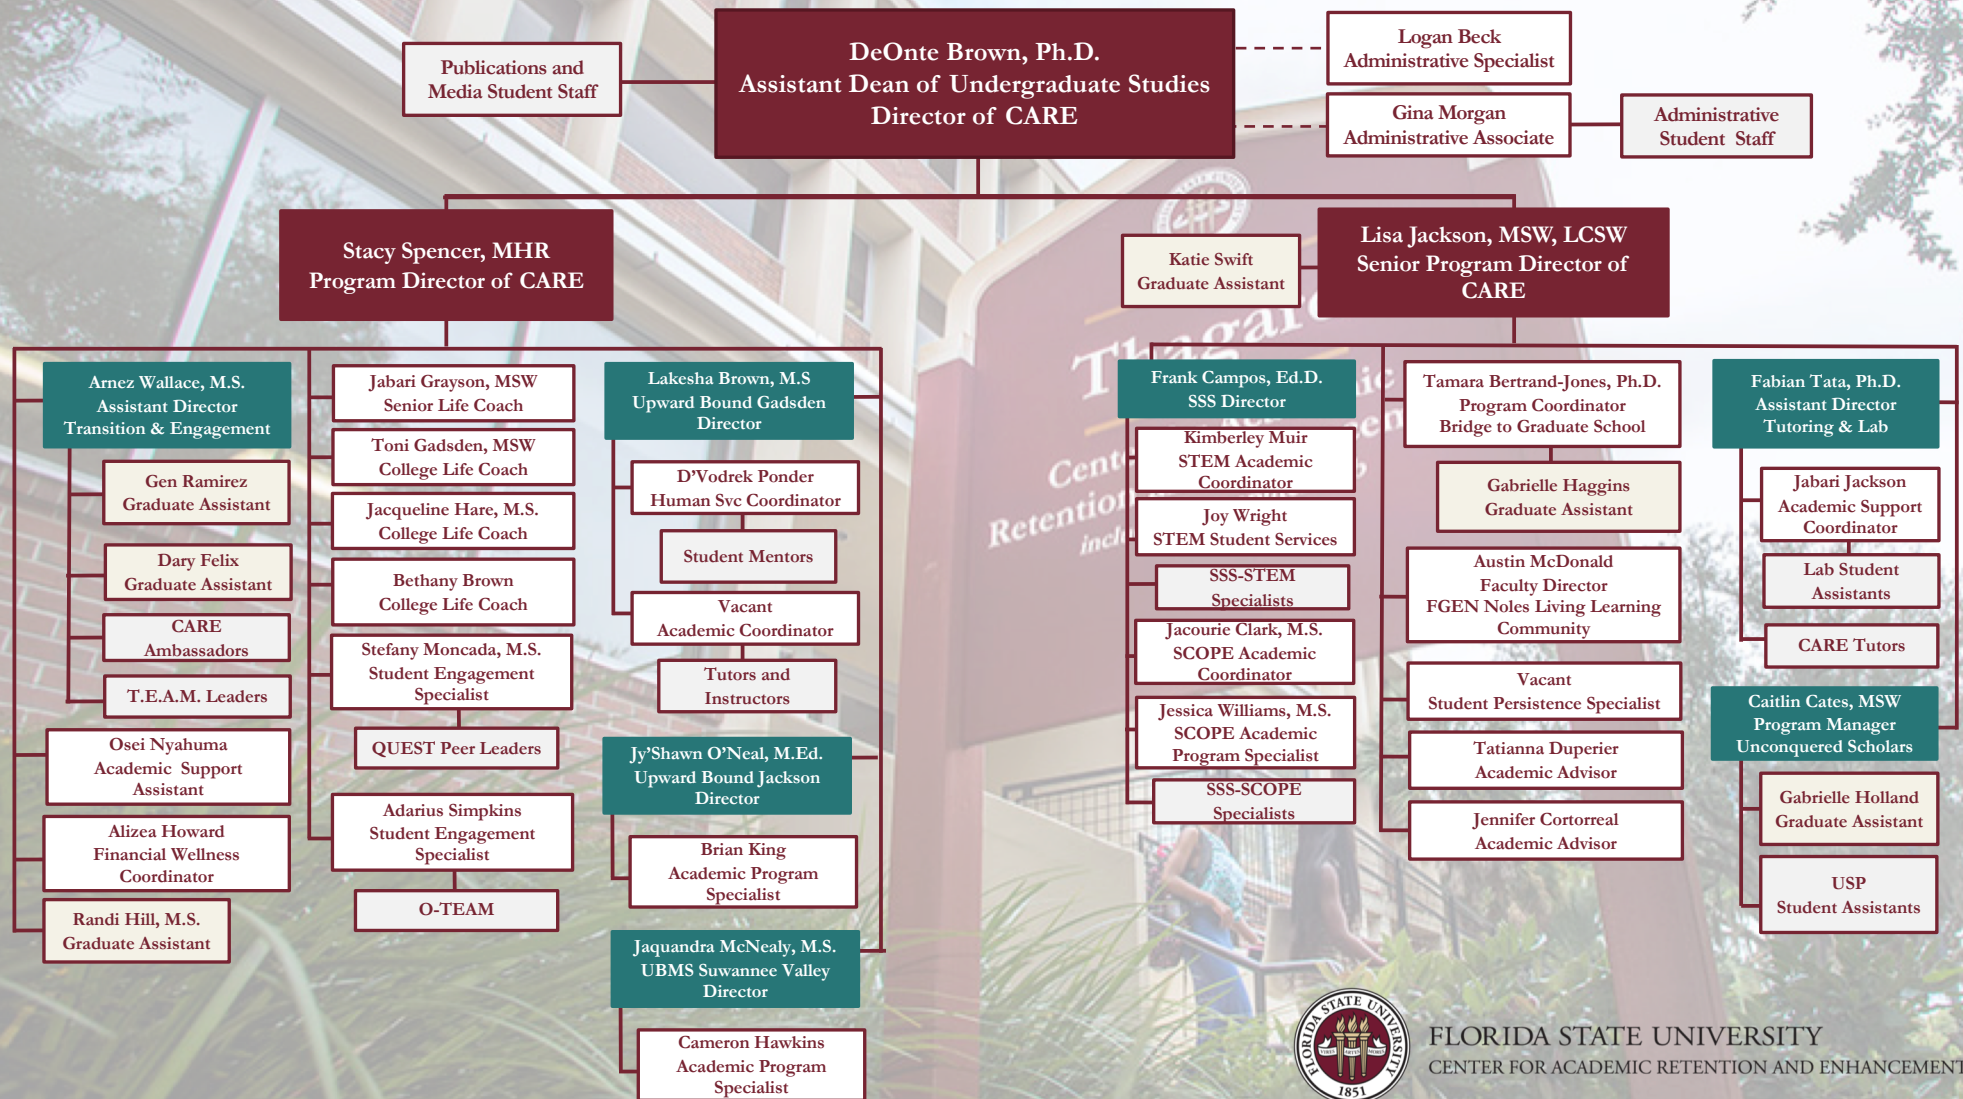 Publications and
Media Student Staff
DeOnte Brown, Ph.D.
Assistant Dean of Undergraduate Studies
Director of CARE
Logan Beck
Administrative Specialist
Gina Morgan
Administrative Associate
Administrative
Student Staff
Stacy Spencer, MHR
Program Director of CARE
Katie Swift
Graduate Assistant
Lisa Jackson, MSW, LCSW
Senior Program Director of
CARE
Arnez Wallace, M.S.
Assistant Director
Transition & Engagement
Gen Ramirez
Graduate Assistant
Dary Felix
Graduate Assistant
CARE
Ambassadors
T.E.A.M. Leaders
Osei Nyahuma
Academic Support
Assistant
Alizea Howard
Financial Wellness
Coordinator
Randi Hill, M.S.
Graduate Assistant
Jabari Grayson, MSW
Senior Life Coach
Toni Gadsden, MSW
College Life Coach
Jacqueline Hare, M.S.
College Life Coach
Bethany Brown
College Life Coach
Stefany Moncada, M.S.
Student Engagement
Specialist
QUEST Peer Leaders
Adarius Simpkins
Student Engagement
Specialist
O-TEAM
Lakesha Brown, M.S
Upward Bound Gadsden
Director
D’Vodrek Ponder
Human Svc Coordinator
Student Mentors
Vacant
Academic Coordinator
Tutors and
Instructors
Jy’Shawn O’Neal, M.Ed.
Upward Bound Jackson
Director
Brian King
Academic Program
Specialist
Jaquandra McNealy, M.S.
UBMS Suwannee Valley
Director
Cameron Hawkins
Academic Program
Specialist
Frank Campos, Ed.D.
SSS Director
Kimberley Muir
STEM Academic
Coordinator
Joy Wright
STEM Student Services
SSS-STEM
Specialists
Jacourie Clark, M.S.
SCOPE Academic
Coordinator
Jessica Williams, M.S.
SCOPE Academic
Program Specialist
SSS-SCOPE
Specialists
Tamara Bertrand-Jones, Ph.D.
Program Coordinator
Bridge to Graduate School
Gabrielle Haggins
Graduate Assistant
Austin McDonald
Faculty Director
FGEN Noles Living Learning
Community
Vacant
Student Persistence Specialist
Tatianna Duperier
Academic Advisor
Jennifer Cortorreal
Academic Advisor
Fabian Tata, Ph.D.
Assistant Director
Tutoring & Lab
Jabari Jackson
Academic Support
Coordinator
Lab Student
Assistants
CARE Tutors
Caitlin Cates, MSW
Program Manager
Unconquered Scholars
Gabrielle Holland
Graduate Assistant
USP
Student Assistants
FLORIDA STATE UNIVERSITY
1851
FLORIDA STATE UNIVERSITY
CENTER FOR ACADEMIC RETENTION AND ENHANCEMENT